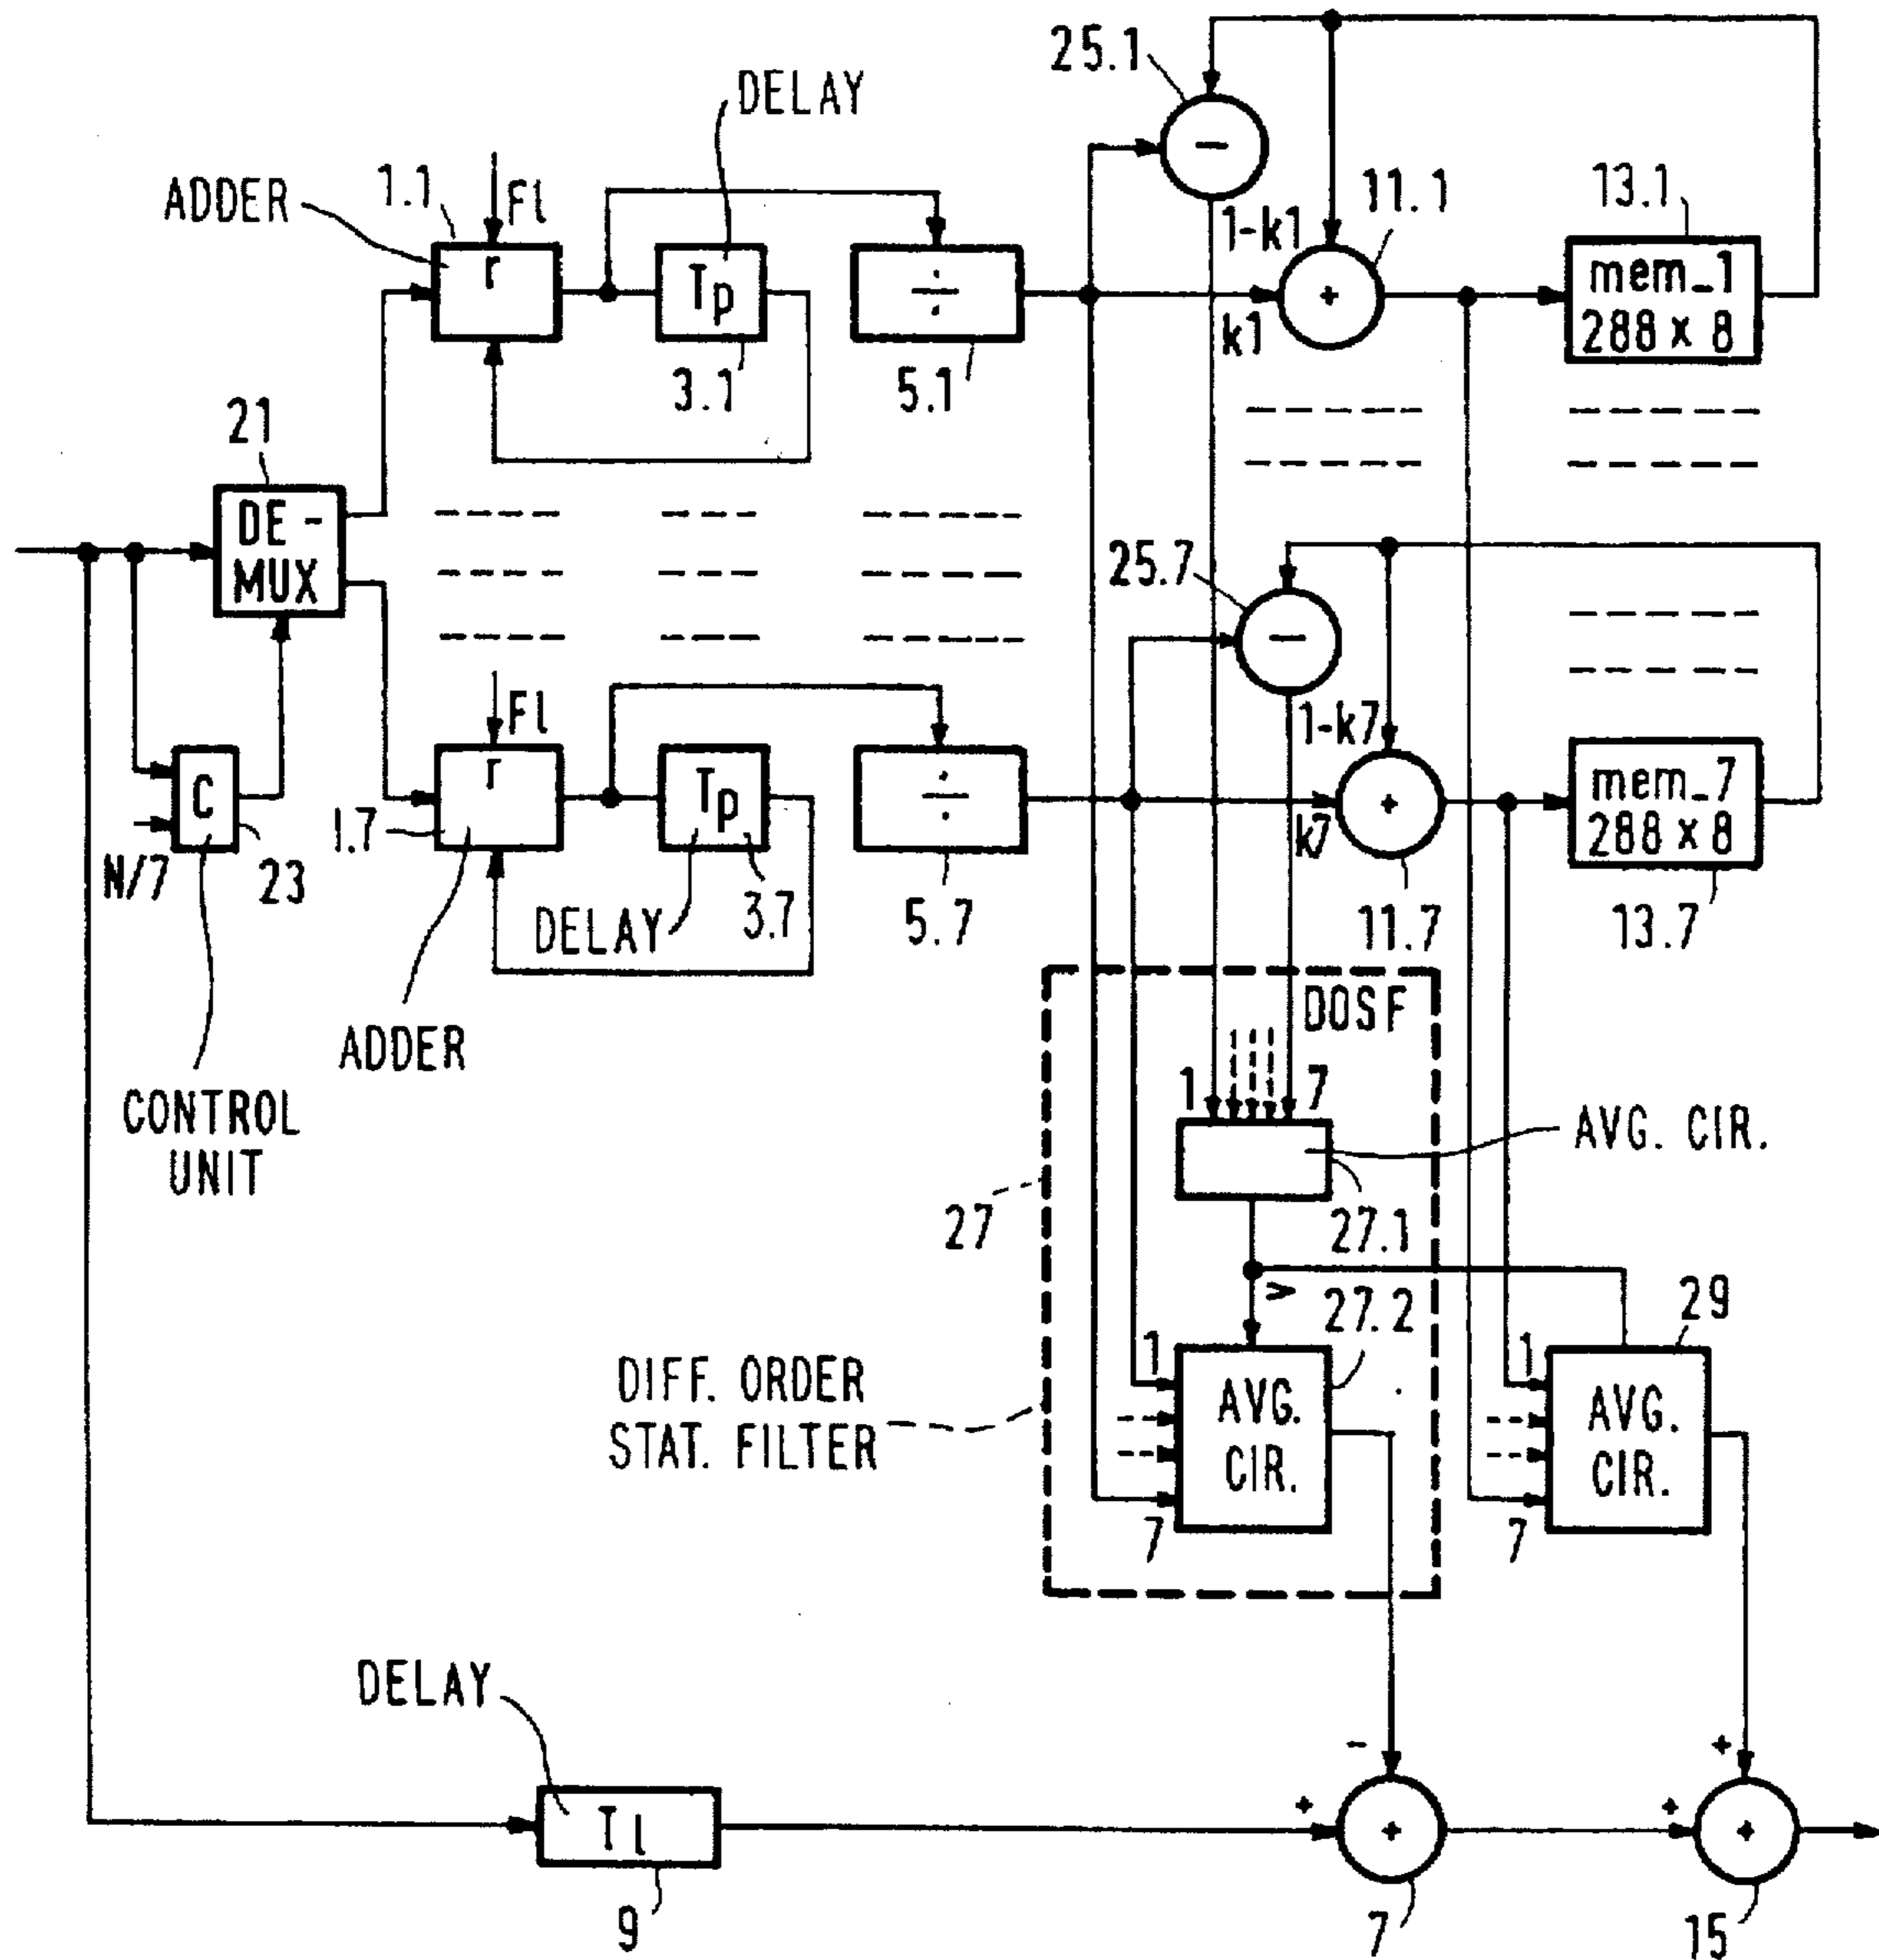 25.1
DELAY
1.1
Fl
ADDER
r
Tp
÷
−
1-k1
11.1
13.1
+
mem_1
288 x 8
k1
3.1
5.1
21
DE-
MUX
25.7
−
Fl
1-k7
r
Tp
÷
+
mem_7
288 x 8
C
1.7
k7
N/7
23
DELAY
3.7
5.7
11.7
13.7
ADDER
DOSF
CONTROL
UNIT
1
7
AVG. CIR.
27
27.1
v
27.2
29
DIFF. ORDER
STAT. FILTER
1
AVG.
CIR.
7
1
AVG.
CIR.
7
DELAY
Tl
-
+
+
+
+
+
9
7
15